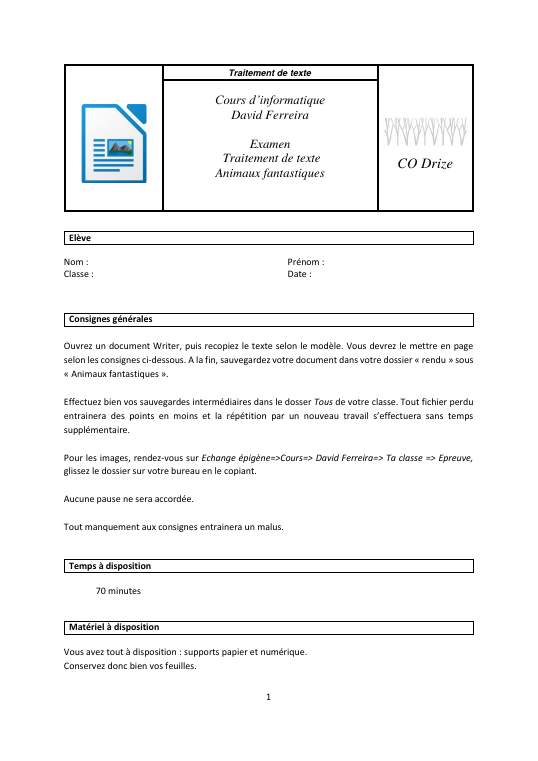 Traitement de texte
Cours d’informatique
David Ferreira
Examen
Traitement de texte
Animaux fantastiques
CO Drize
Elève
Nom : Prénom :
Classe : Date :
Consignes générales
Ouvrez un document Writer, puis recopiez le texte selon le modèle. Vous devrez le mettre en page
selon les consignes ci-dessous. A la fin, sauvegardez votre document dans votre dossier « rendu » sous
« Animaux fantastiques ».
Effectuez bien vos sauvegardes intermédiaires dans le dosser Tous de votre classe. Tout fichier perdu
entrainera des points en moins et la répétition par un nouveau travail s’effectuera sans temps
supplémentaire.
Pour les images, rendez-vous sur Echange épigène=>Cours=> David Ferreira=> Ta classe => Epreuve,
glissez le dossier sur votre bureau en le copiant.
Aucune pause ne sera accordée.
Tout manquement aux consignes entrainera un malus.
Temps à disposition
70 minutes
Matériel à disposition
Vous avez tout à disposition : supports papier et numérique.
Conservez donc bien vos feuilles.
1